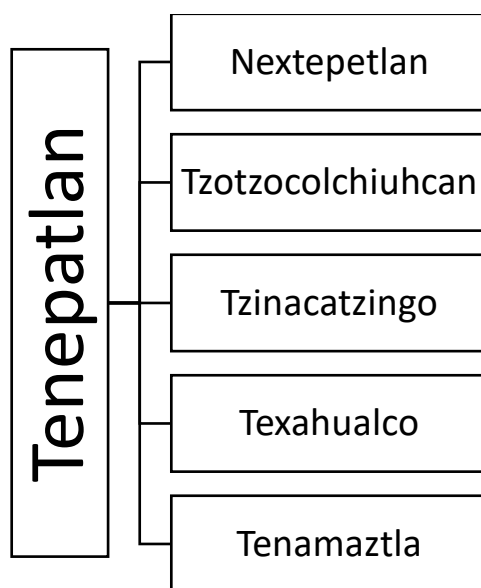 Tenepatlan
Nextepetlan
Tzotzocolchiuhcan
Tzinacatzingo
Texahualco
Tenamaztla